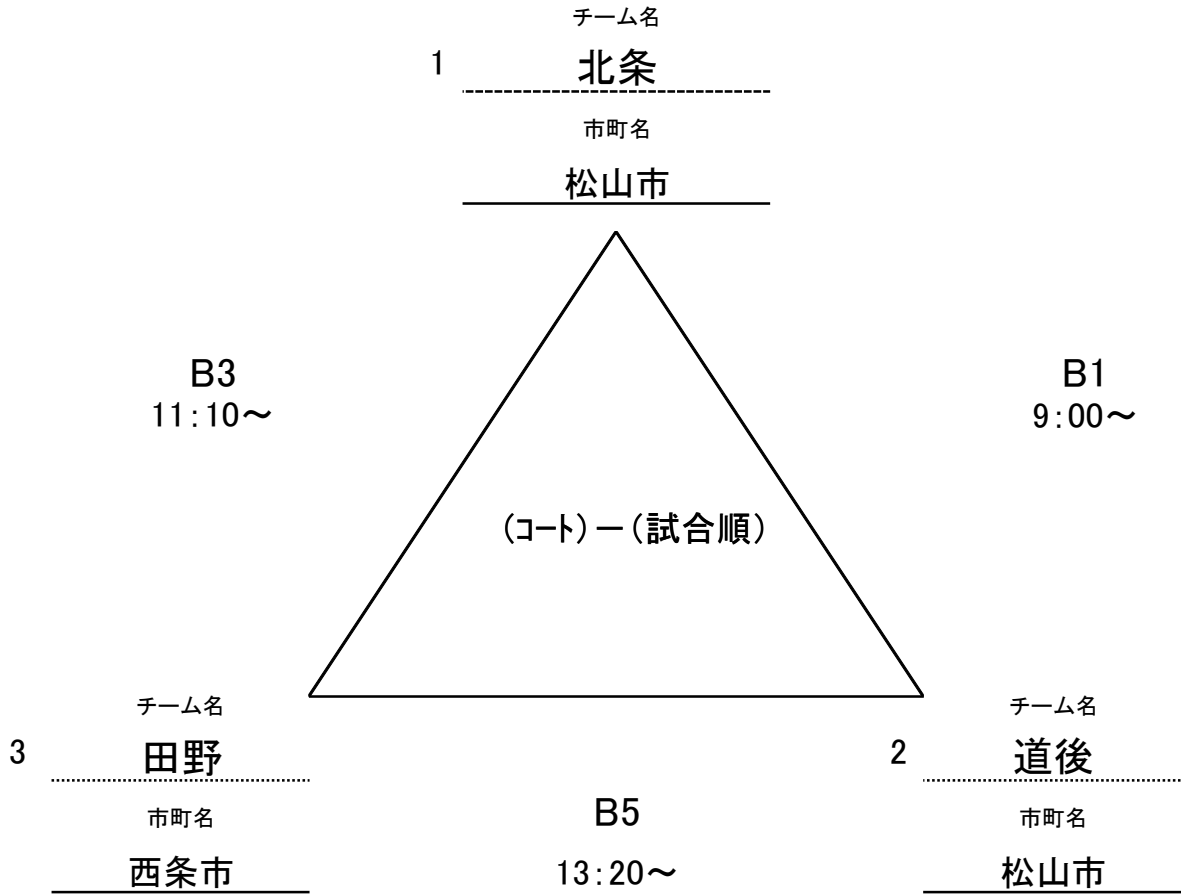 チーム名
1 北条
市町名
松山市
B3
11:10～
B1
9:00～
(コート)ー(試合順)
チーム名
3 田野
市町名
西条市
B5
13:20～
チーム名
2 道後
市町名
松山市